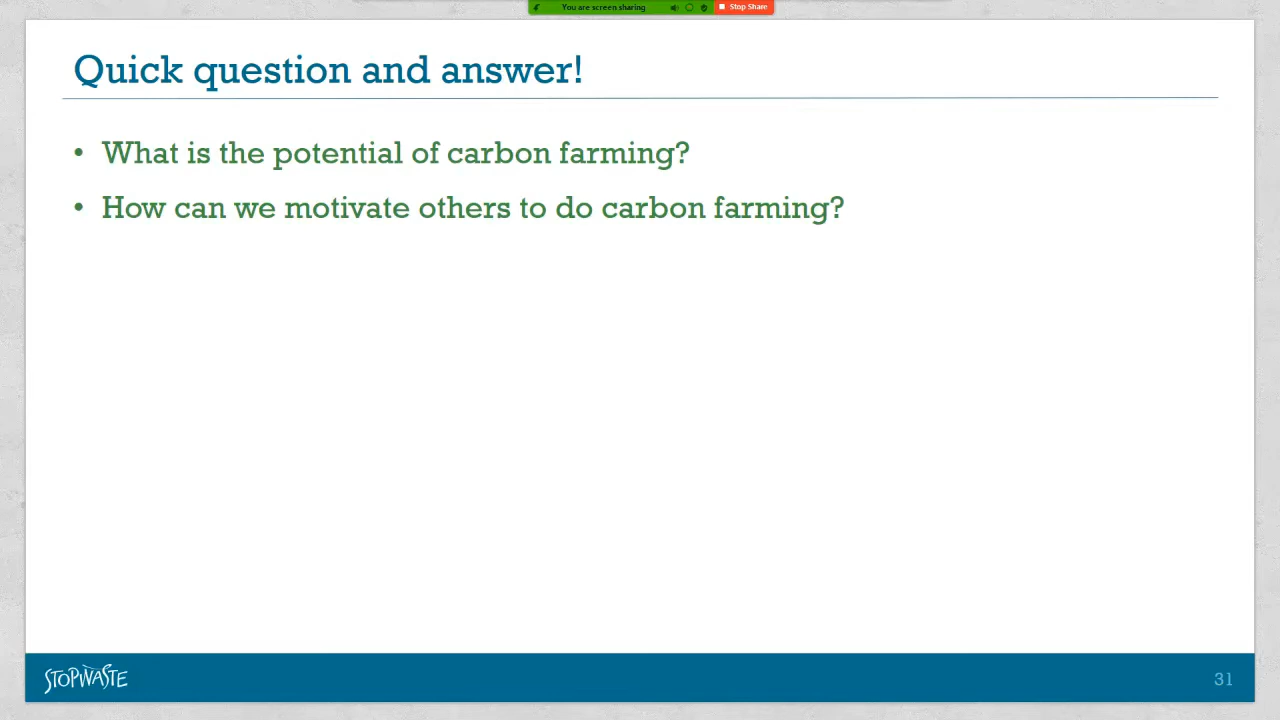 You are screen sharing Stop Share
Quick question and answer!
• What is the potential of carbon farming?
• How can we motivate others to do carbon farming?
STOPWASTE
31